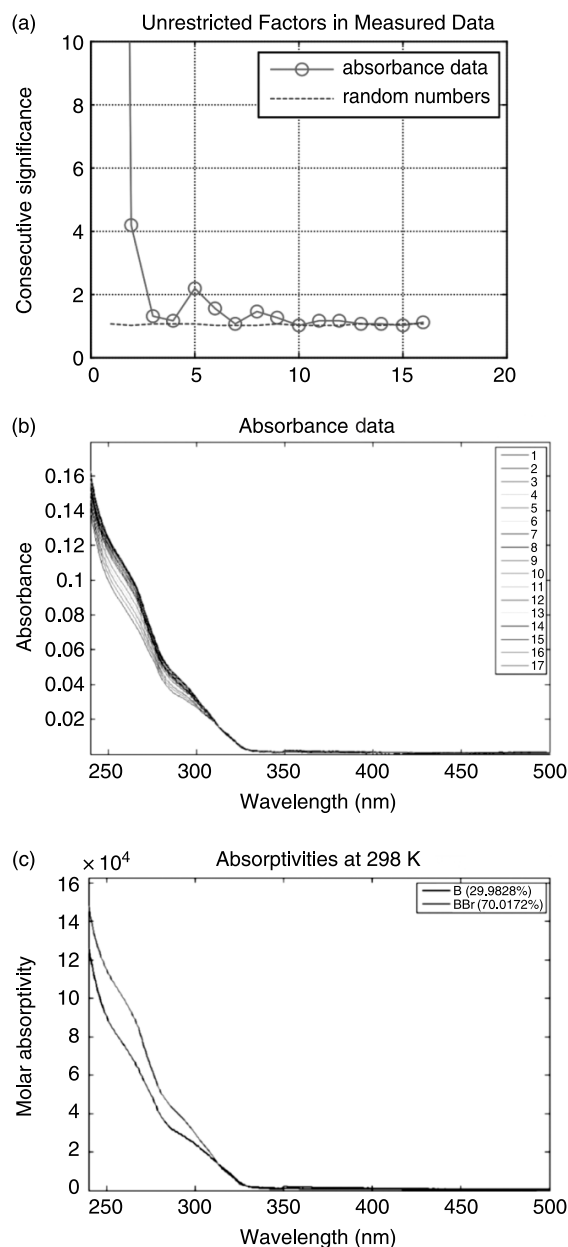 (a) Unrestricted Factors in Measured Data
10
8
6
4
2
0
Consecutive significance
absorbance data
random numbers
0 5 10 15 20
(b) Absorbance data
0.16
0.14
0.12
0.1
0.08
0.06
0.04
0.02
Absorbance
1
2
3
4
5
6
7
8
9
10
11
12
13
14
15
16
17
250 300 350 400 450 500
Wavelength (nm)
(c) × 10⁴ Absorptivities at 298 K
16
14
12
10
8
6
4
2
0
Molar absorptivity
B (29.9828%)
BBr (70.0172%)
250 300 350 400 450 500
Wavelength (nm)